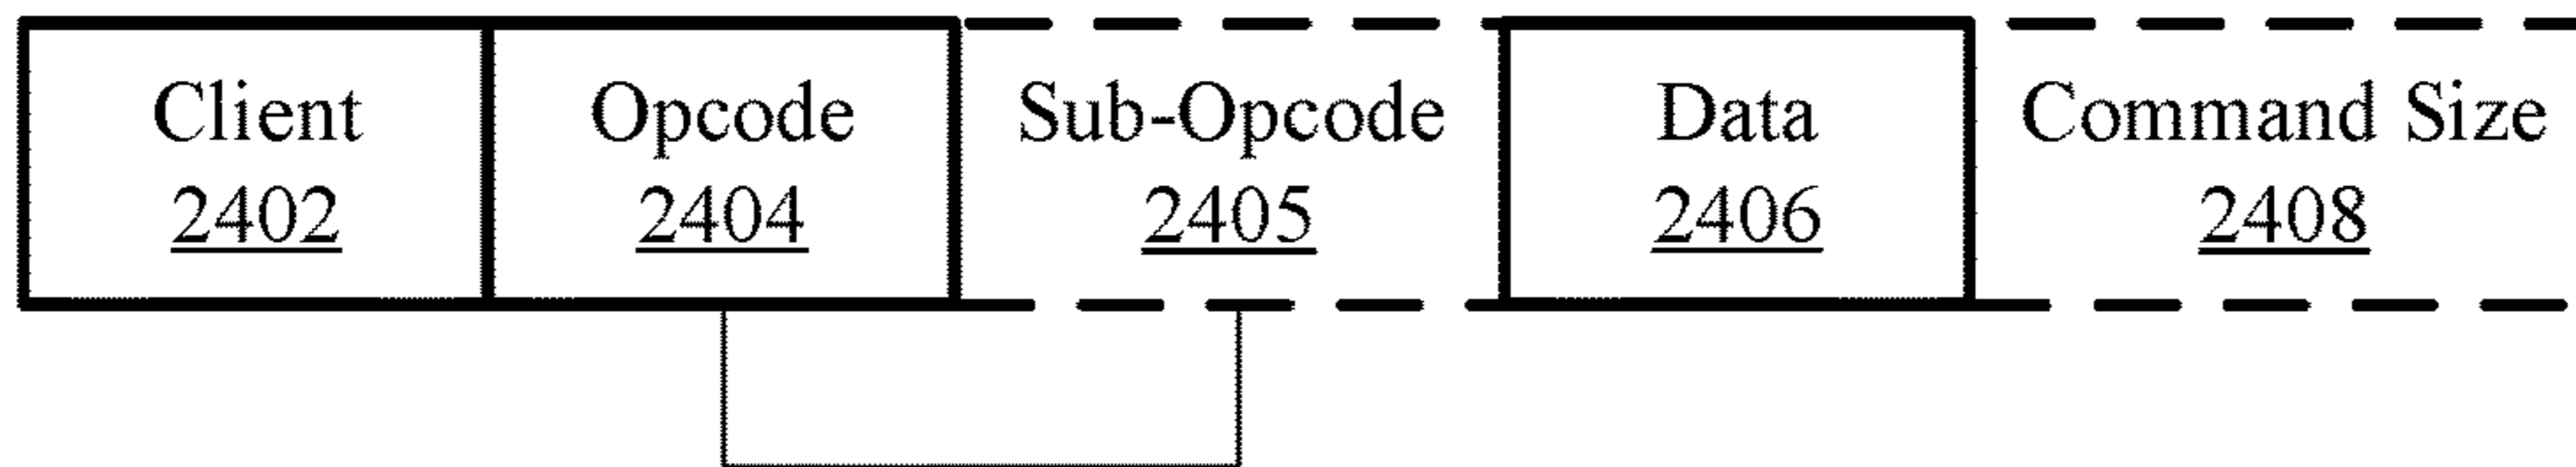 Client Opcode Sub-Opcode Data Command Size
2402 2404 2405 2406 2408